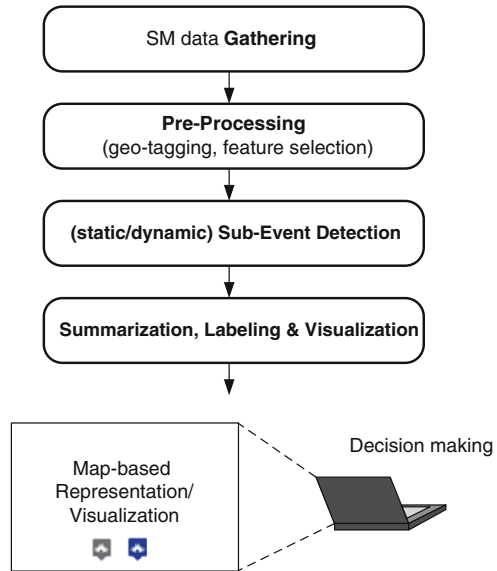 SM data Gathering
Pre-Processing
(geo-tagging, feature selection)
(static/dynamic) Sub-Event Detection
Summarization, Labeling & Visualization
Decision making
Map-based
Representation/
Visualization